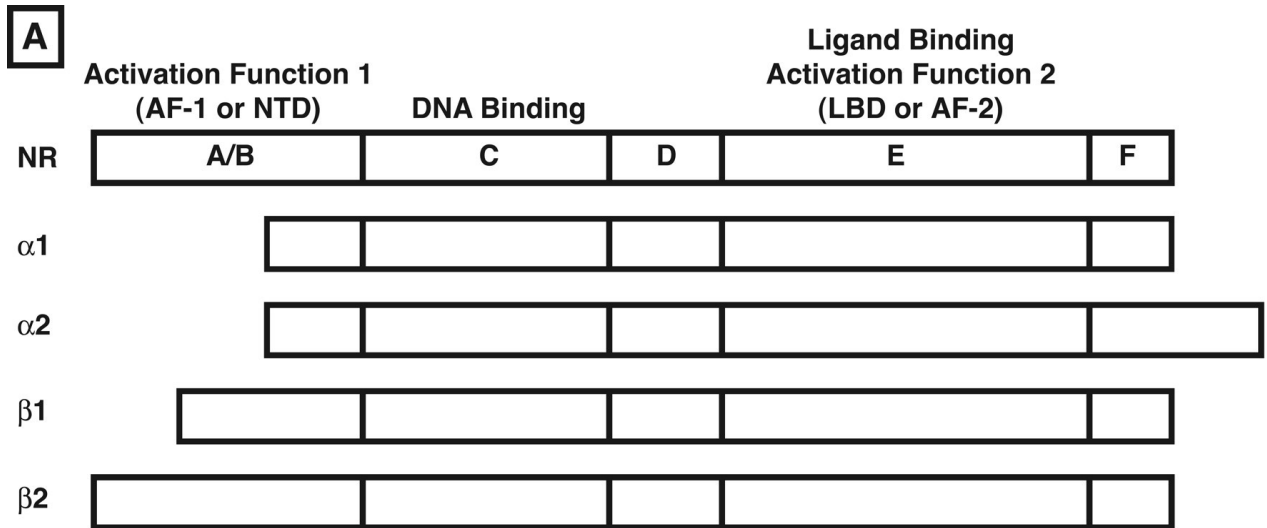 A
Activation Function 1
(AF-1 or NTD)
DNA Binding
Ligand Binding
Activation Function 2
(LBD or AF-2)
NR A/B C D E F
α1
α2
β1
β2